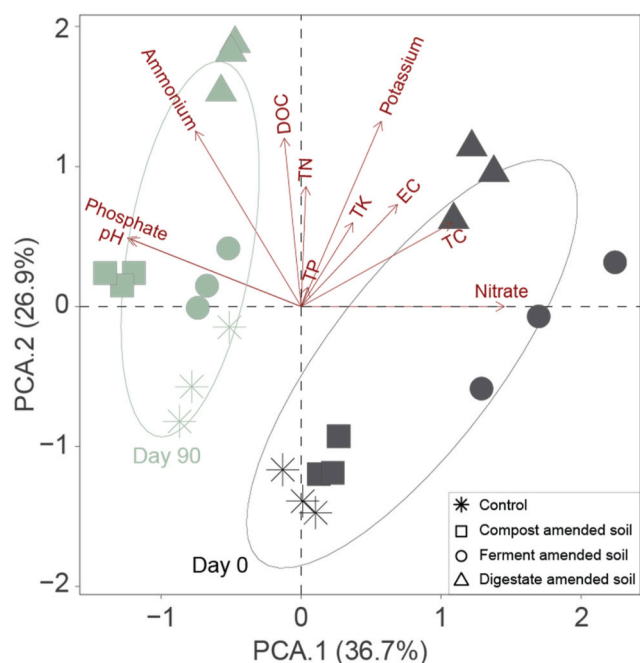 2
1
0
−1
−2
PCA.2 (26.9%)
Ammonium
DOC
Potassium
TN
Phosphate
pH
TK
EC
TC
TP
Nitrate
Day 90
Day 0
Control
Compost amended soil
Ferment amended soil
Digestate amended soil
−1
0
1
2
PCA.1 (36.7%)